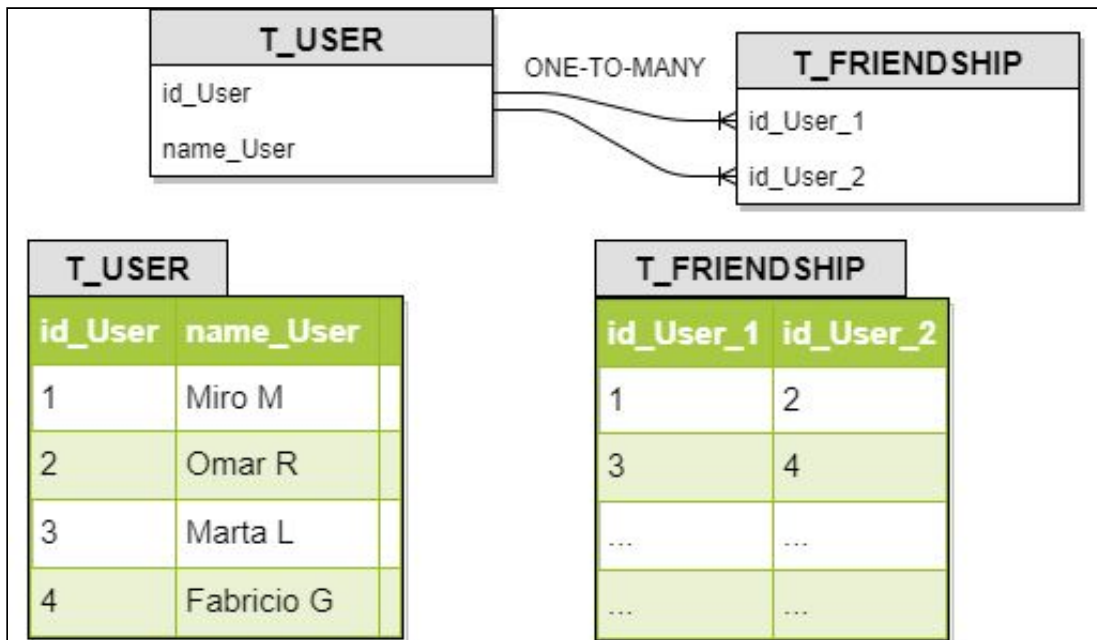 T_USER
id_User
name_User
ONE-TO-MANY
T_FRIENDSHIP
id_User_1
id_User_2
T_USER
id_User name_User
1 Miro M
2 Omar R
3 Marta L
4 Fabricio G
T_FRIENDSHIP
id_User_1 id_User_2
1 2
3 4
... ...
... ...